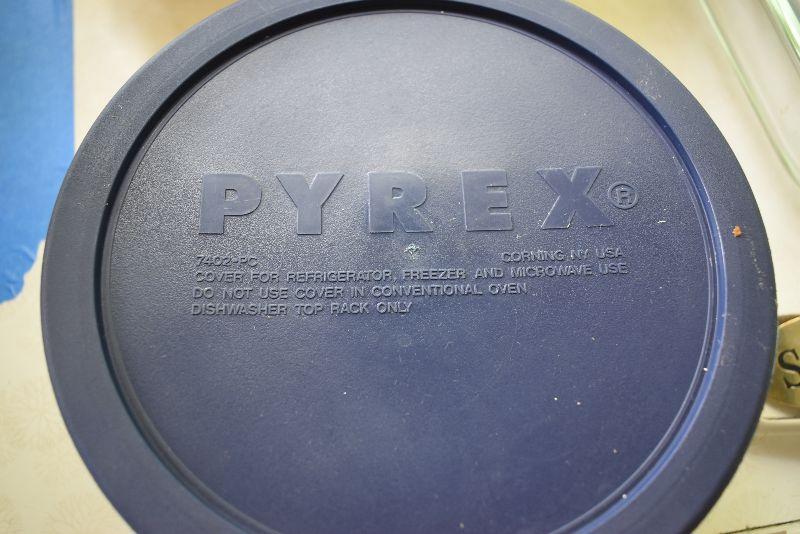 PYREX®
7402-PC CORNING NY USA
COVER FOR REFRIGERATOR, FREEZER AND MICROWAVE USE
DO NOT USE COVER IN CONVENTIONAL OVEN
DISHWASHER TOP RACK ONLY
S